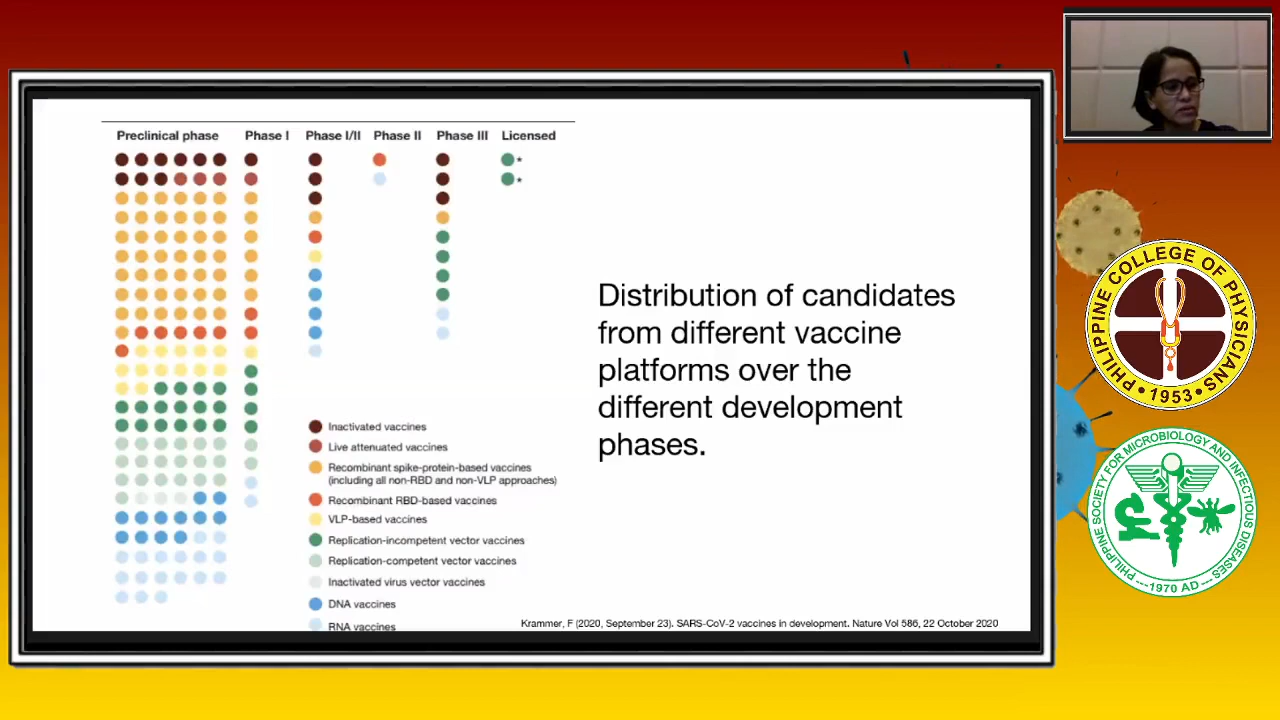 Preclinical phase Phase I Phase I/II Phase II Phase III Licensed
*
*
Inactivated vaccines
Live attenuated vaccines
Recombinant spike-protein-based vaccines
(including all non-RBD and non-VLP approaches)
Recombinant RBD-based vaccines
VLP-based vaccines
Replication-incompetent vector vaccines
Replication-competent vector vaccines
Inactivated virus vector vaccines
DNA vaccines
RNA vaccines
Distribution of candidates
from different vaccine
platforms over the
different development
phases.
Krammer, F (2020, September 23). SARS-CoV-2 vaccines in development. Nature Vol 586, 22 October 2020
PHILIPPINE COLLEGE OF PHYSICIANS
• 1953 •
PHILIPPINE SOCIETY FOR MICROBIOLOGY AND INFECTIOUS DISEASES
---1970 AD---